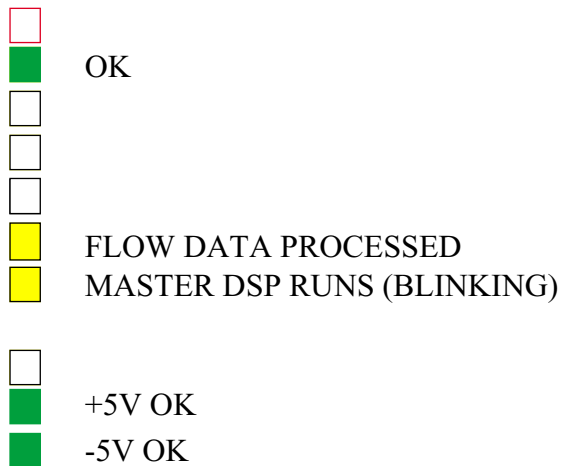 OK
FLOW DATA PROCESSED
MASTER DSP RUNS (BLINKING)
+5V OK
-5V OK